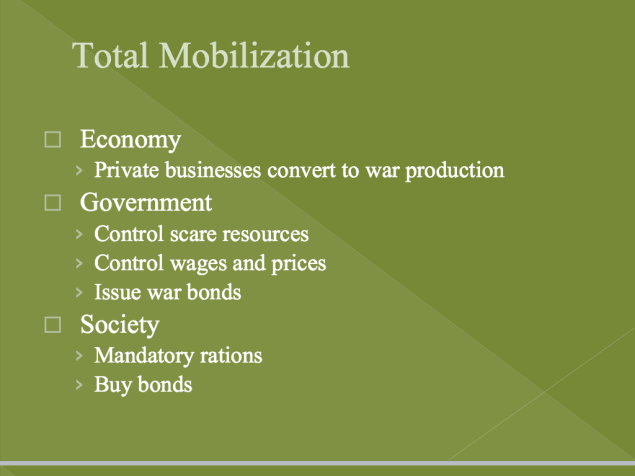 Total Mobilization
Economy
Private businesses convert to war production
Government
Control scare resources
Control wages and prices
Issue war bonds
Society
Mandatory rations
Buy bonds